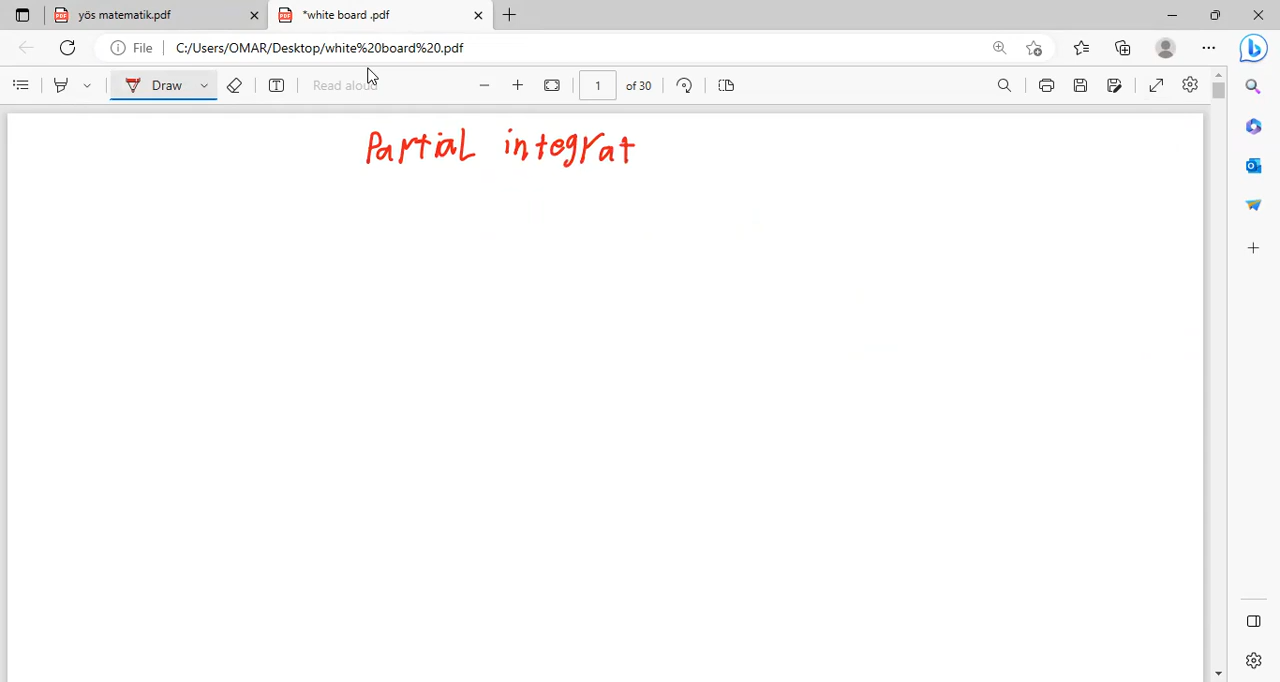 yös matematik.pdf
*white board .pdf
File
C:/Users/OMAR/Desktop/white%20board%20.pdf
Draw
Read aloud
1
of 30
Partial integrat